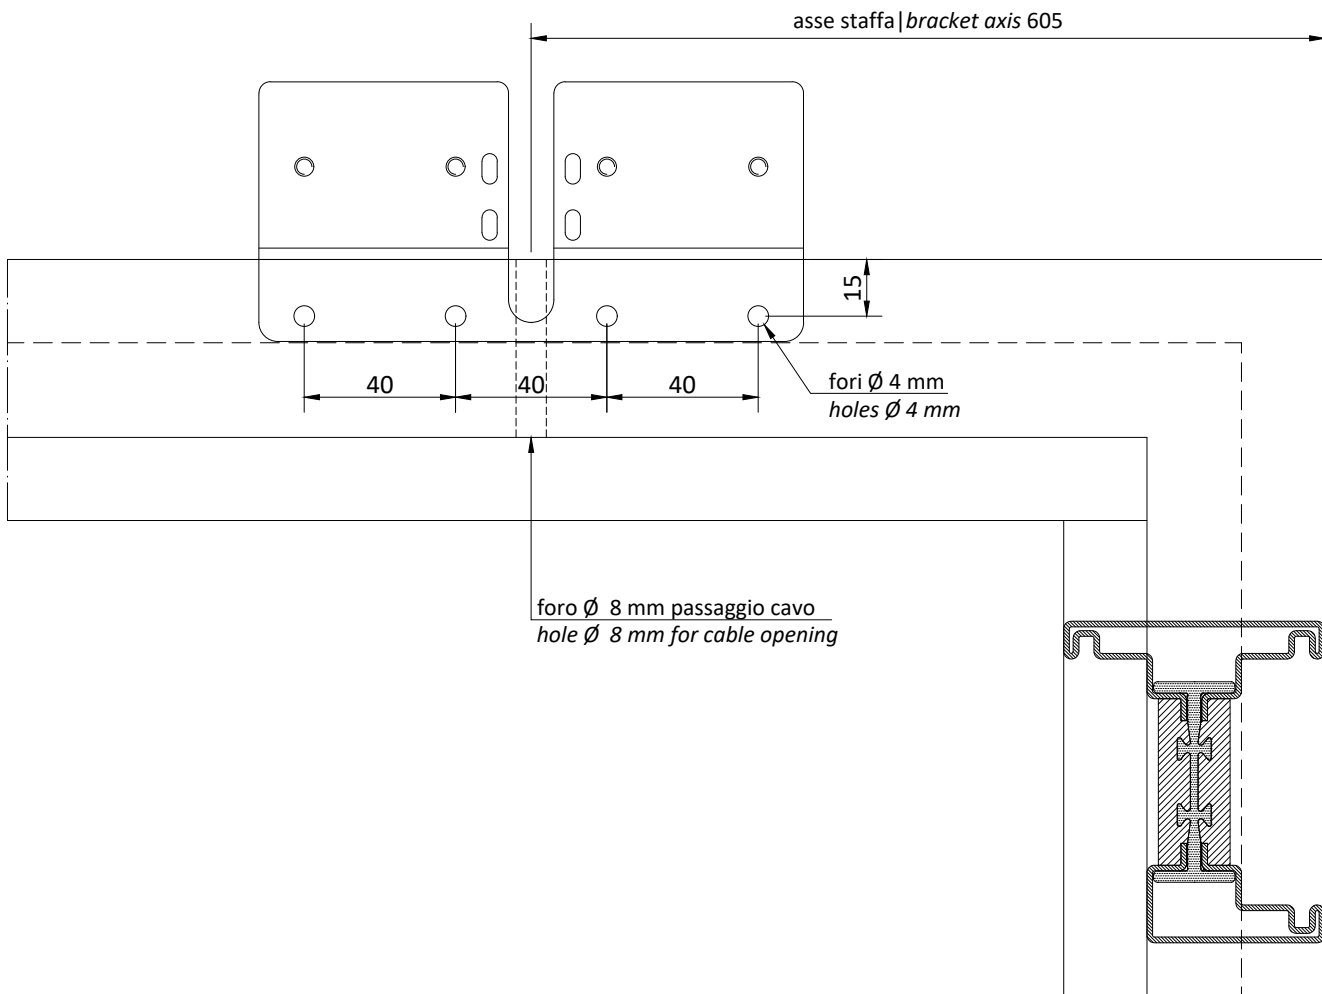 asse staffa|bracket axis 605
15
40 40 40
fori Ø 4 mm
holes Ø 4 mm
foro Ø 8 mm passaggio cavo
hole Ø 8 mm for cable opening